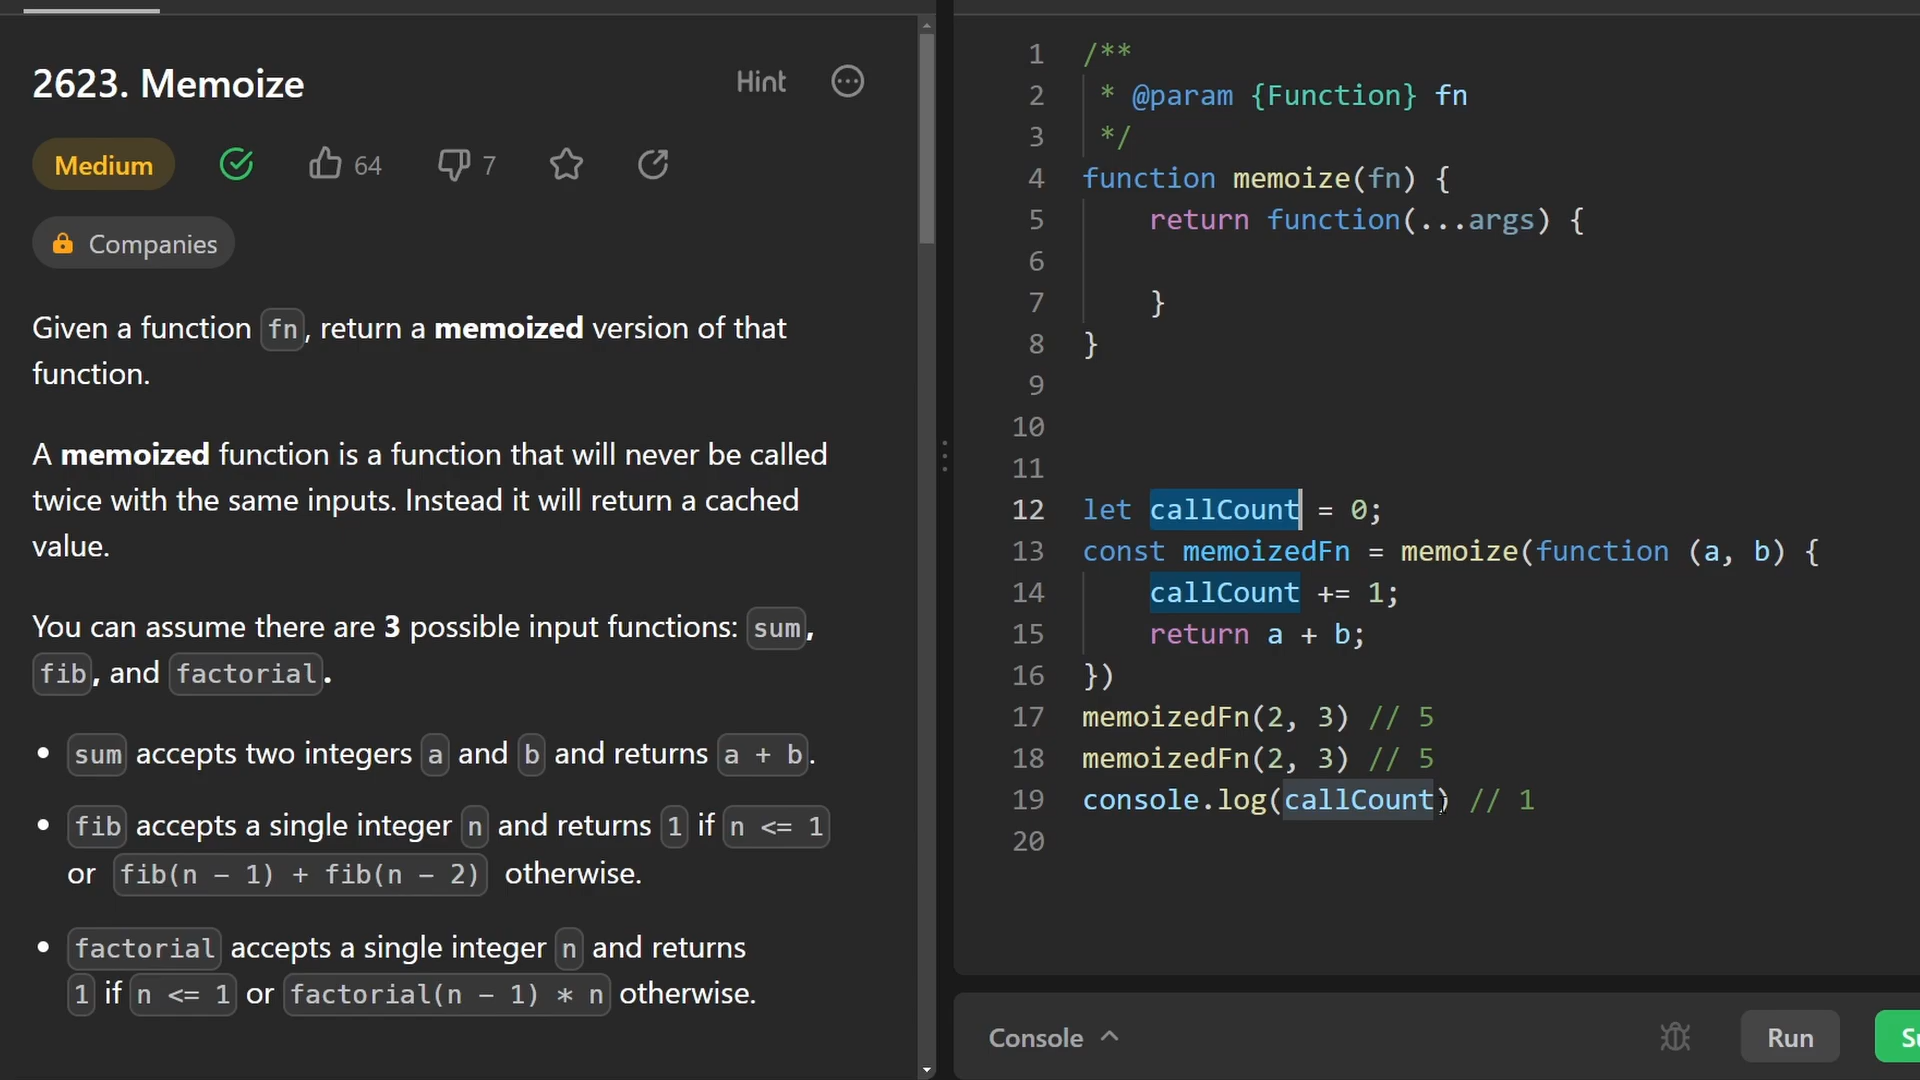 2623. Memoize
Hint
Medium
64
7
Companies
Given a function fn, return a memoized version of that
function.
A memoized function is a function that will never be called
twice with the same inputs. Instead it will return a cached
value.
You can assume there are 3 possible input functions: sum,
fib, and factorial.
• sum accepts two integers a and b and returns a + b.
• fib accepts a single integer n and returns 1 if n <= 1
or fib(n - 1) + fib(n - 2) otherwise.
• factorial accepts a single integer n and returns
1 if n <= 1 or factorial(n - 1) * n otherwise.
1 /**
2 * @param {Function} fn
3 */
4 function memoize(fn) {
5 return function(...args) {
6
7 }
8 }
9
10
11
12 let callCount = 0;
13 const memoizedFn = memoize(function (a, b) {
14 callCount += 1;
15 return a + b;
16 })
17 memoizedFn(2, 3) // 5
18 memoizedFn(2, 3) // 5
19 console.log(callCount) // 1
20
Console
Run